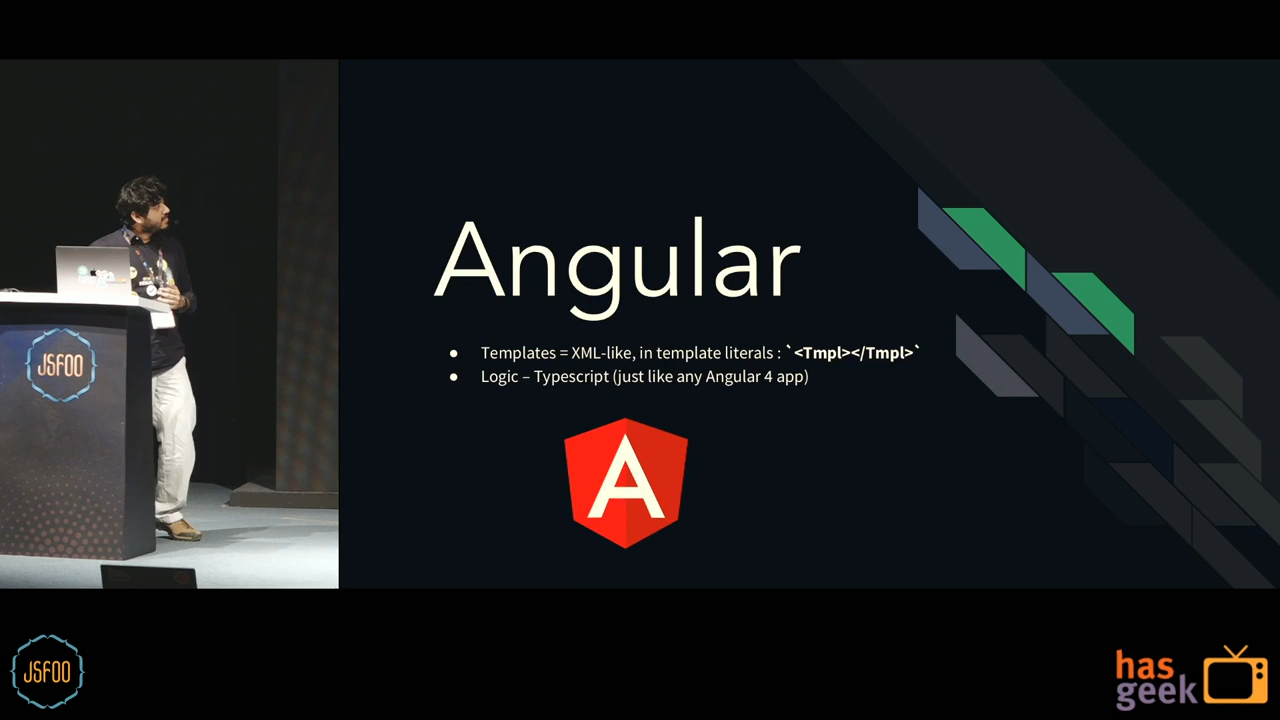 Angular
● Templates = XML-like, in template literals : `<Tmpl></Tmpl>`
● Logic – Typescript (just like any Angular 4 app)
A
JSFOO
JSFOO
has
geek